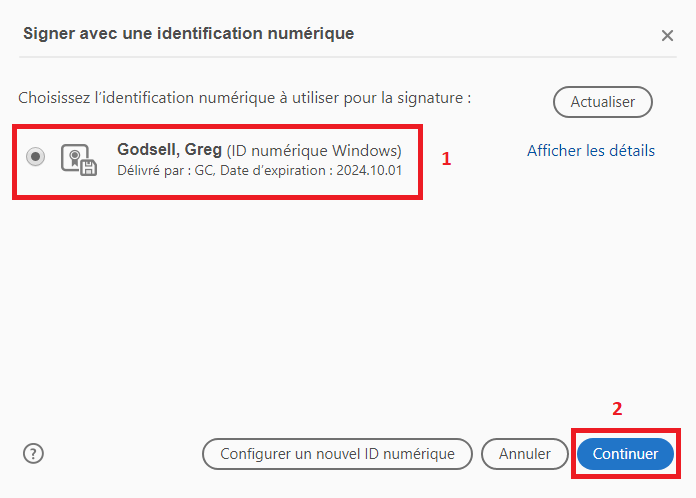 Signer avec une identification numérique
Choisissez l’identification numérique à utiliser pour la signature :
Actualiser
Godsell, Greg (ID numérique Windows)
Délivré par : GC, Date d’expiration : 2024.10.01
1
Afficher les détails
2
?
Configurer un nouvel ID numérique
Annuler
Continuer